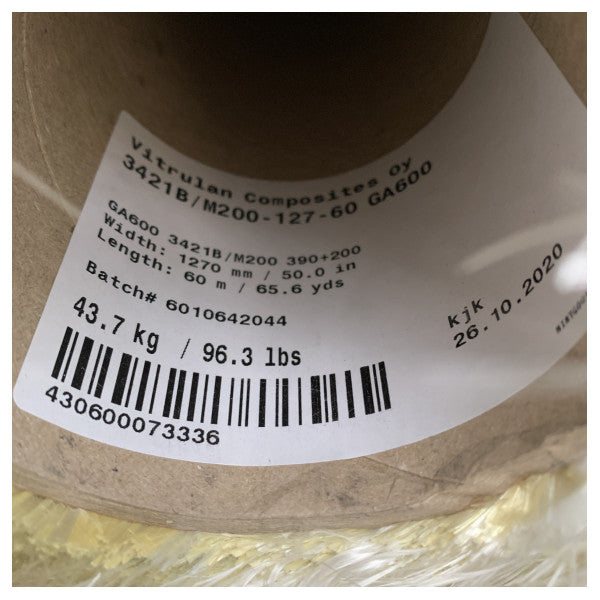 Vitrulan Composites Oy
3421B/M200-127-60 GA600
GA600 3421B/M200 390+200
Width: 1270 mm / 50.0 in
Length: 60 m / 65.6 yds
Batch# 6010642044
43.7 kg / 96.3 lbs
430600073336
kjk
26.10.2020